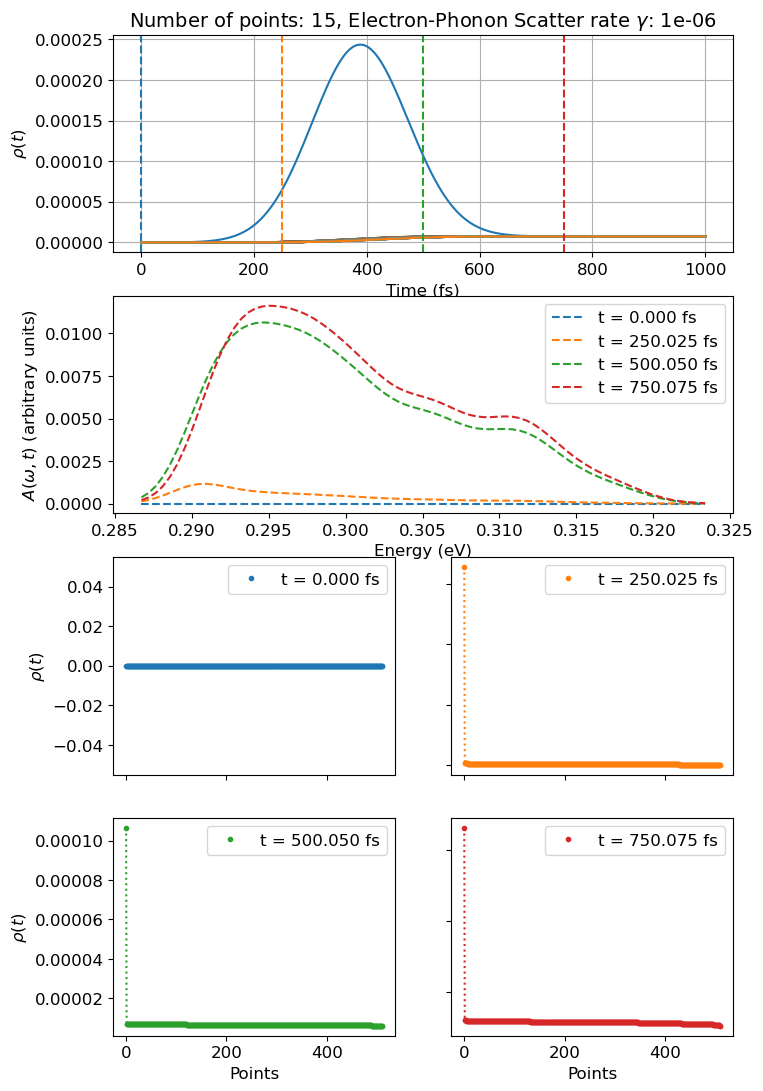 Number of points: 15, Electron-Phonon Scatter rate γ: 1e-06
ρ(t)
0.00025
0.00020
0.00015
0.00010
0.00005
0.00000
0 200 400 600 800 1000
Time (fs)
A(ω, t) (arbitrary units)
0.0100
0.0075
0.0050
0.0025
0.0000
t = 0.000 fs
t = 250.025 fs
t = 500.050 fs
t = 750.075 fs
0.285 0.290 0.295 0.300 0.305 0.310 0.315 0.320 0.325
Energy (eV)
ρ(t)
0.04
0.02
0.00
−0.02
−0.04
t = 0.000 fs
t = 250.025 fs
ρ(t)
0.00010
0.00008
0.00006
0.00004
0.00002
t = 500.050 fs
0 200 400
Points
t = 750.075 fs
0 200 400
Points